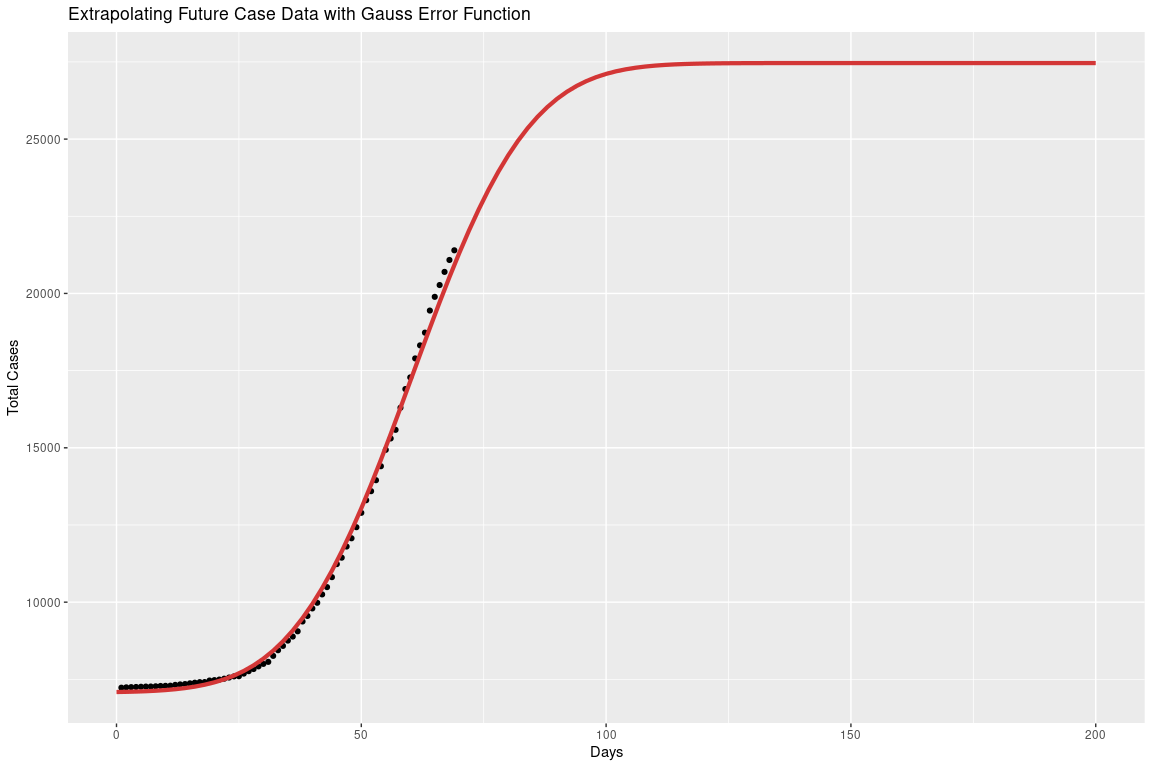 Extrapolating Future Case Data with Gauss Error Function
Total Cases
25000
20000
15000
10000
0 50 100 150 200
Days